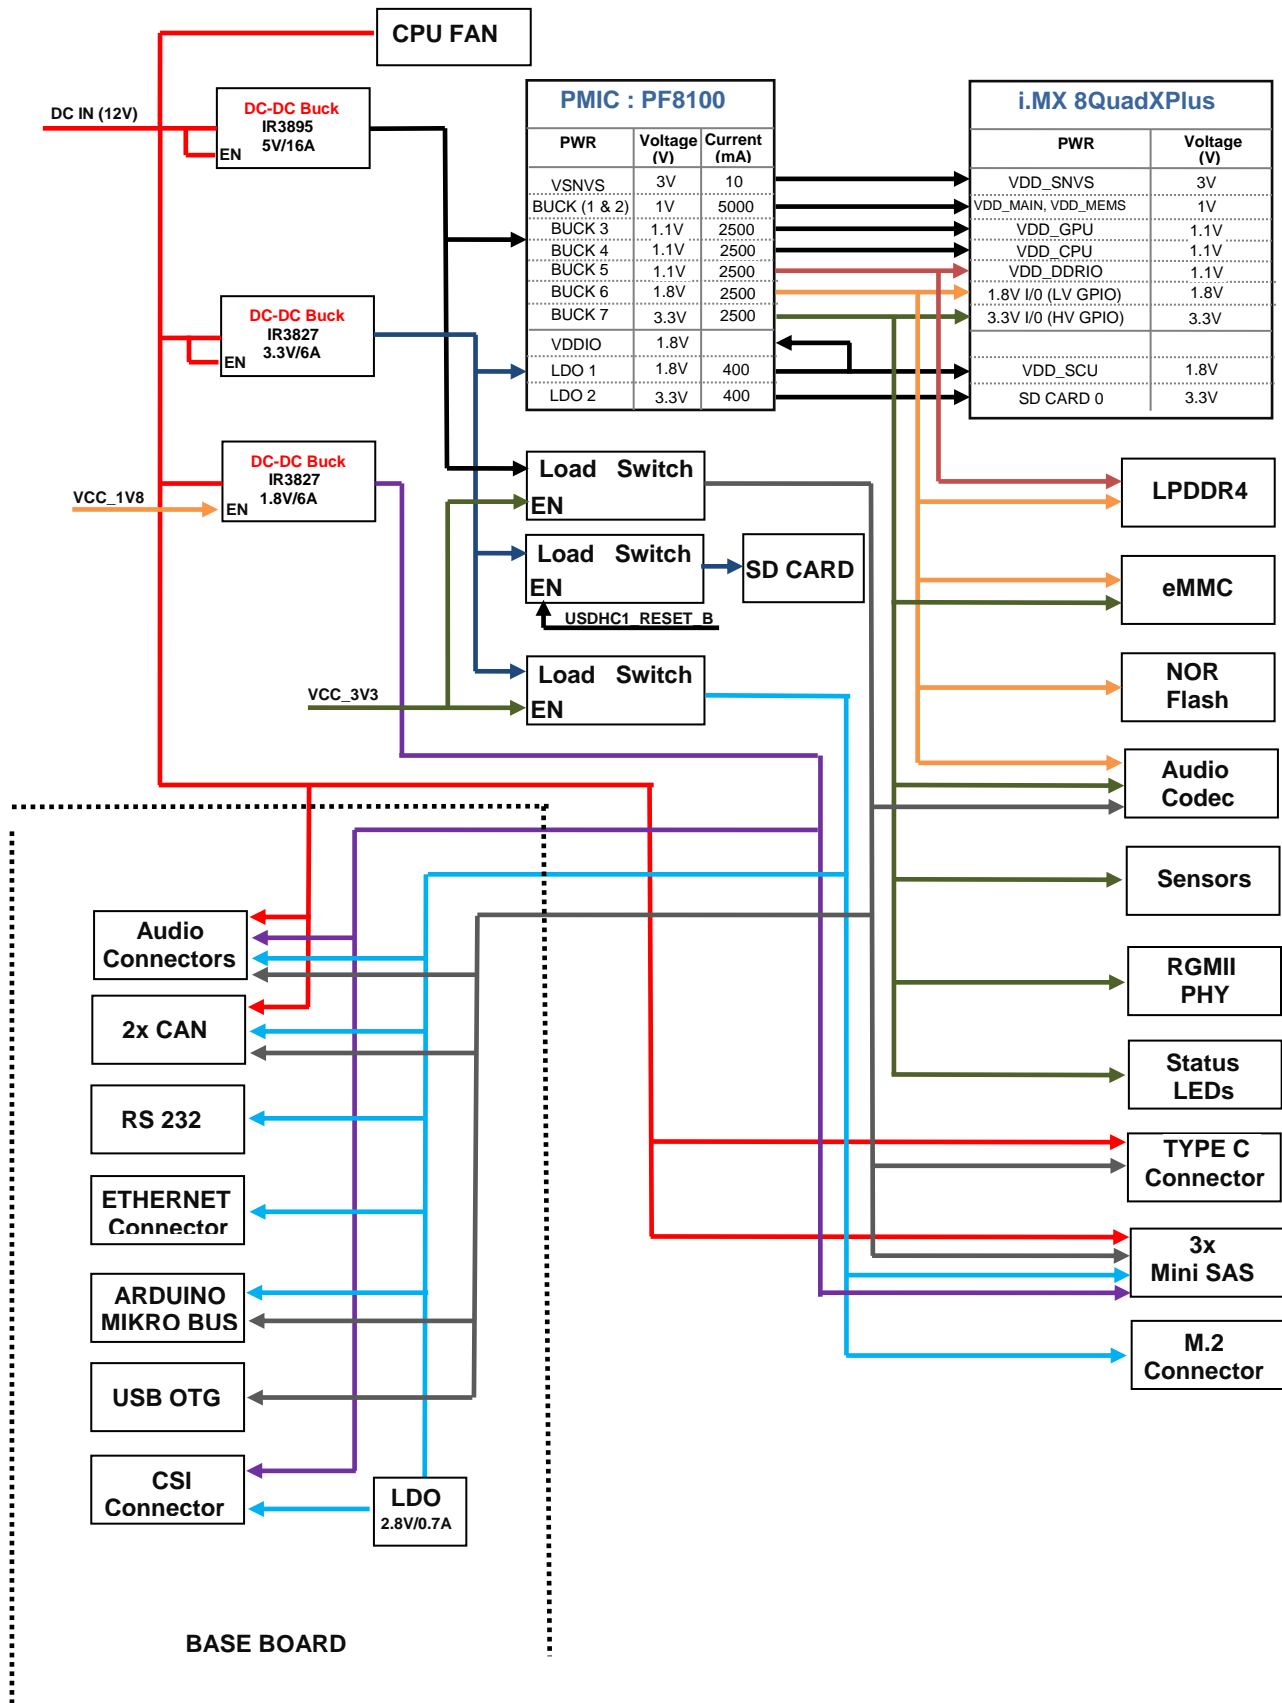 CPU FAN
DC IN (12V)
DC-DC Buck
IR3895
5V/16A
EN
PMIC : PF8100
PWR Voltage (V) Current (mA)
VSNVS 3V 10
BUCK (1 & 2) 1V 5000
BUCK 3 1.1V 2500
BUCK 4 1.1V 2500
BUCK 5 1.1V 2500
BUCK 6 1.8V 2500
BUCK 7 3.3V 2500
VDDIO 1.8V
LDO 1 1.8V 400
LDO 2 3.3V 400
i.MX 8QuadXPlus
PWR Voltage (V)
VDD_SNVS 3V
VDD_MAIN, VDD_MEMS 1V
VDD_GPU 1.1V
VDD_CPU 1.1V
VDD_DDRIO 1.1V
1.8V I/0 (LV GPIO) 1.8V
3.3V I/0 (HV GPIO) 3.3V
VDD_SCU 1.8V
SD CARD 0 3.3V
DC-DC Buck
IR3827
3.3V/6A
EN
DC-DC Buck
IR3827
1.8V/6A
EN
VCC_1V8
Load Switch
EN
Load Switch
EN
SD CARD
USDHC1_RESET_B
Load Switch
EN
VCC_3V3
LPDDR4
eMMC
NOR
Flash
Audio
Codec
Sensors
RGMII
PHY
Status
LEDs
TYPE C
Connector
3x
Mini SAS
M.2
Connector
Audio
Connectors
2x CAN
RS 232
ETHERNET
Connector
ARDUINO
MIKRO BUS
USB OTG
CSI
Connector
LDO
2.8V/0.7A
BASE BOARD